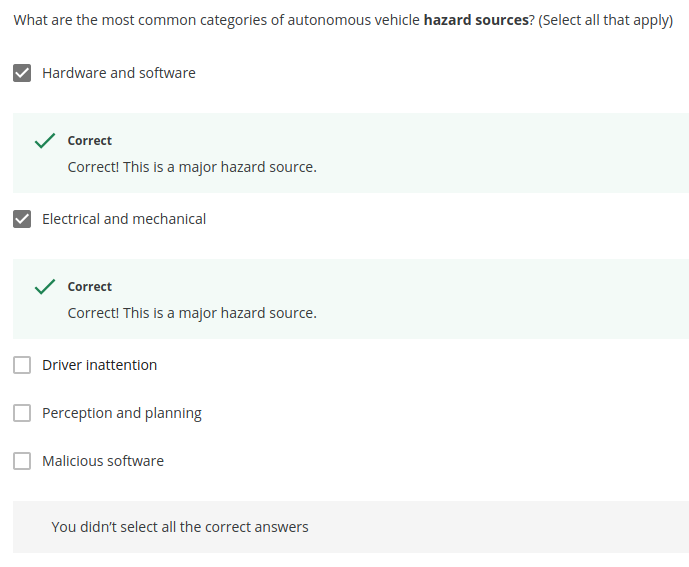 What are the most common categories of autonomous vehicle hazard sources? (Select all that apply)
Hardware and software
Correct
Correct! This is a major hazard source.
Electrical and mechanical
Correct
Correct! This is a major hazard source.
Driver inattention
Perception and planning
Malicious software
You didn’t select all the correct answers